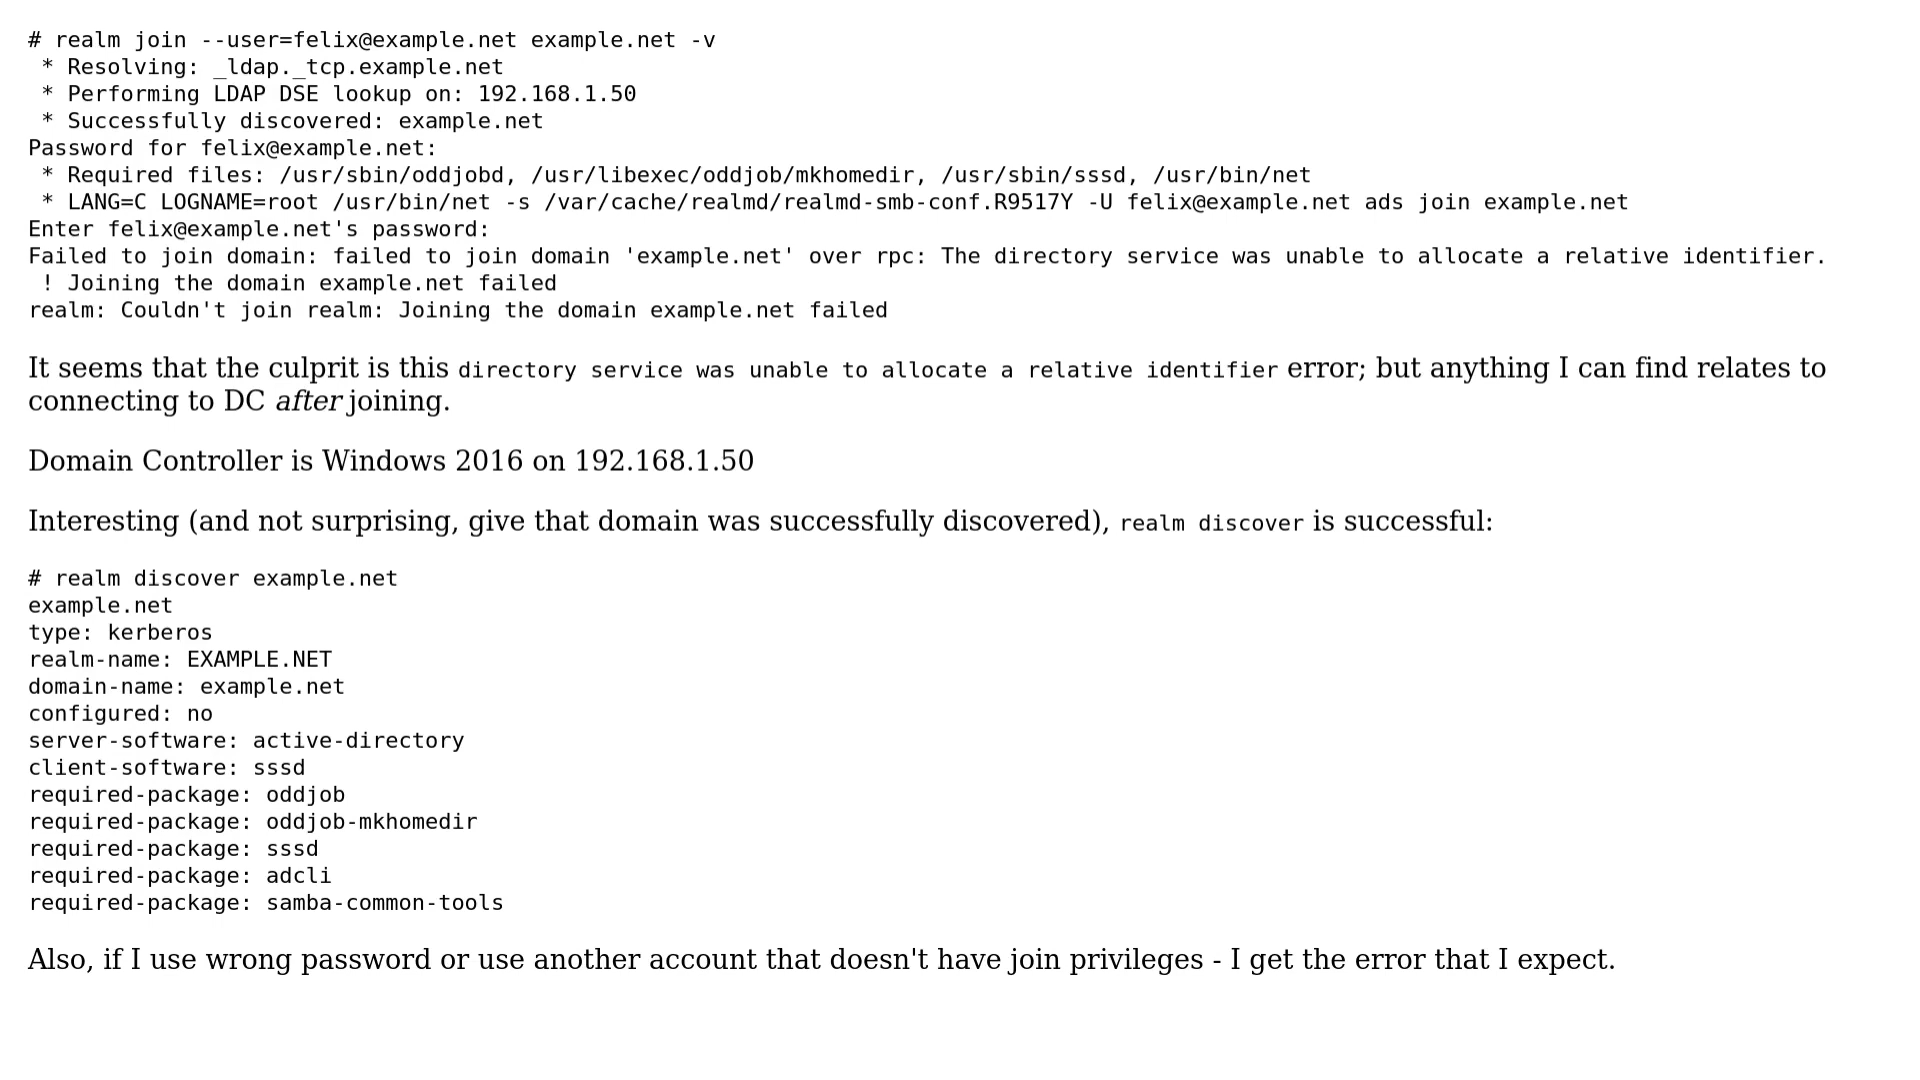 # realm join --user=felix@example.net example.net -v
 * Resolving: _ldap._tcp.example.net
 * Performing LDAP DSE lookup on: 192.168.1.50
 * Successfully discovered: example.net
Password for felix@example.net:
 * Required files: /usr/sbin/oddjobd, /usr/libexec/oddjob/mkhomedir, /usr/sbin/sssd, /usr/bin/net
 * LANG=C LOGNAME=root /usr/bin/net -s /var/cache/realmd/realmd-smb-conf.R9517Y -U felix@example.net ads join example.net
Enter felix@example.net's password:
Failed to join domain: failed to join domain 'example.net' over rpc: The directory service was unable to allocate a relative identifier.
 ! Joining the domain example.net failed
realm: Couldn't join realm: Joining the domain example.net failed
It seems that the culprit is this directory service was unable to allocate a relative identifier error; but anything I can find relates to
connecting to DC after joining.
Domain Controller is Windows 2016 on 192.168.1.50
Interesting (and not surprising, give that domain was successfully discovered), realm discover is successful:
# realm discover example.net
example.net
type: kerberos
realm-name: EXAMPLE.NET
domain-name: example.net
configured: no
server-software: active-directory
client-software: sssd
required-package: oddjob
required-package: oddjob-mkhomedir
required-package: sssd
required-package: adcli
required-package: samba-common-tools
Also, if I use wrong password or use another account that doesn't have join privileges - I get the error that I expect.